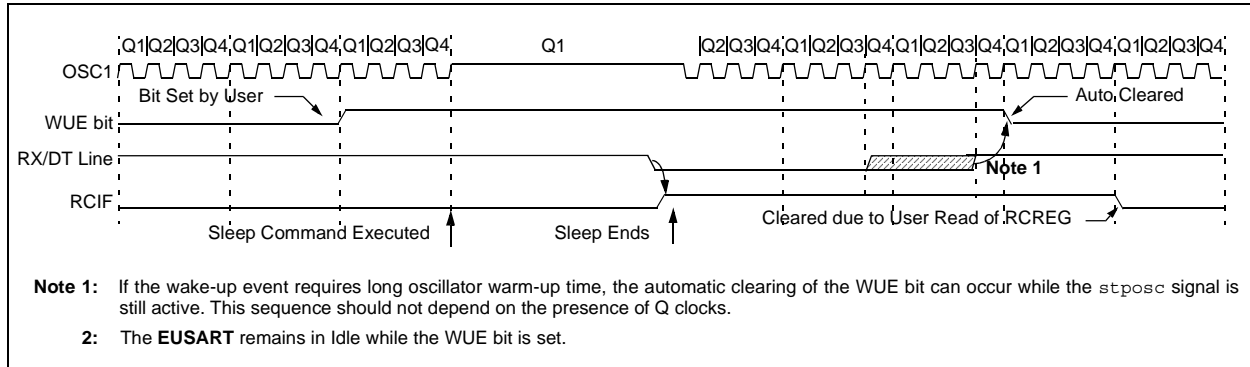 Q1|Q2|Q3|Q4|Q1|Q2|Q3|Q4|Q1|Q2|Q3|Q4 Q1 |Q2|Q3|Q4|Q1|Q2|Q3|Q4|Q1|Q2|Q3|Q4|Q1|Q2|Q3|Q4|Q1|Q2|Q3|Q4
OSC1
Bit Set by User
Auto Cleared
WUE bit
RX/DT Line
Note 1
RCIF
Cleared due to User Read of RCREG
Sleep Command Executed
Sleep Ends
Note 1: If the wake-up event requires long oscillator warm-up time, the automatic clearing of the WUE bit can occur while the stposc signal is
still active. This sequence should not depend on the presence of Q clocks.
2: The EUSART remains in Idle while the WUE bit is set.